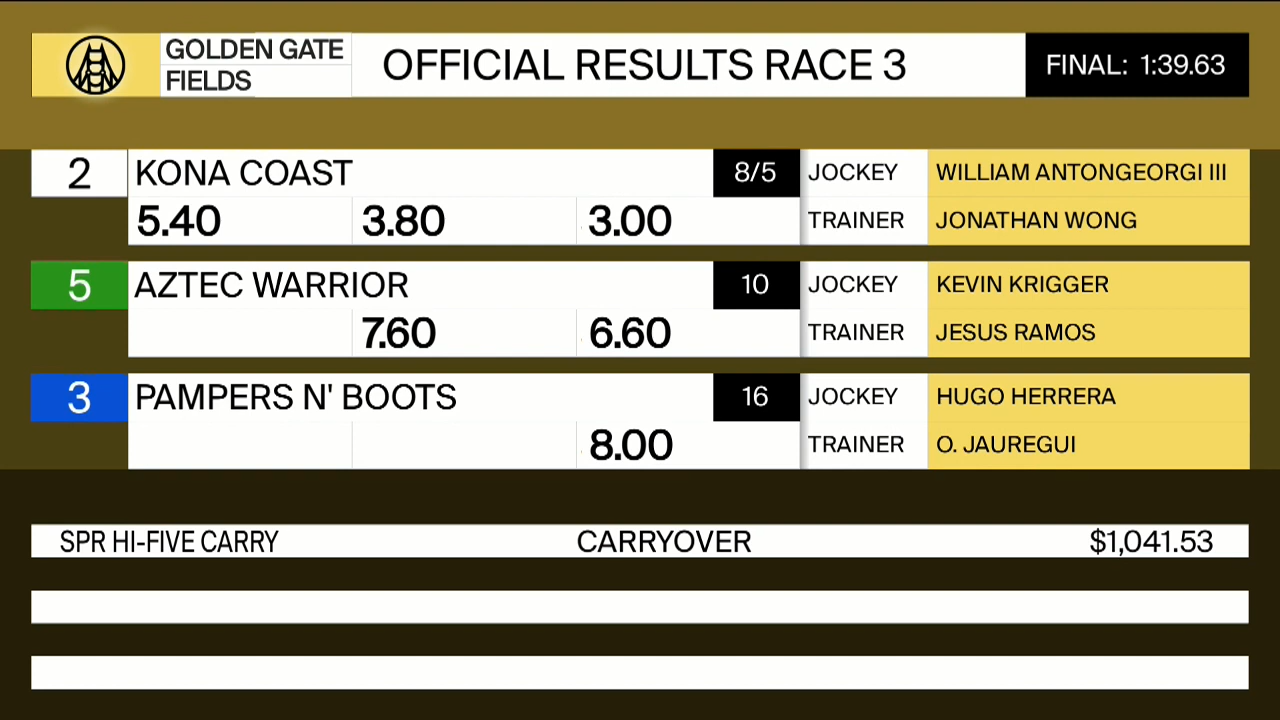 GOLDEN GATE
FIELDS
OFFICIAL RESULTS RACE 3
FINAL: 1:39.63
2 KONA COAST 8/5 JOCKEY WILLIAM ANTONGEORGI III
5.40 3.80 3.00 TRAINER JONATHAN WONG
5 AZTEC WARRIOR 10 JOCKEY KEVIN KRIGGER
7.60 6.60 TRAINER JESUS RAMOS
3 PAMPERS N' BOOTS 16 JOCKEY HUGO HERRERA
8.00 TRAINER O. JAUREGUI
SPR HI-FIVE CARRY CARRYOVER $1,041.53